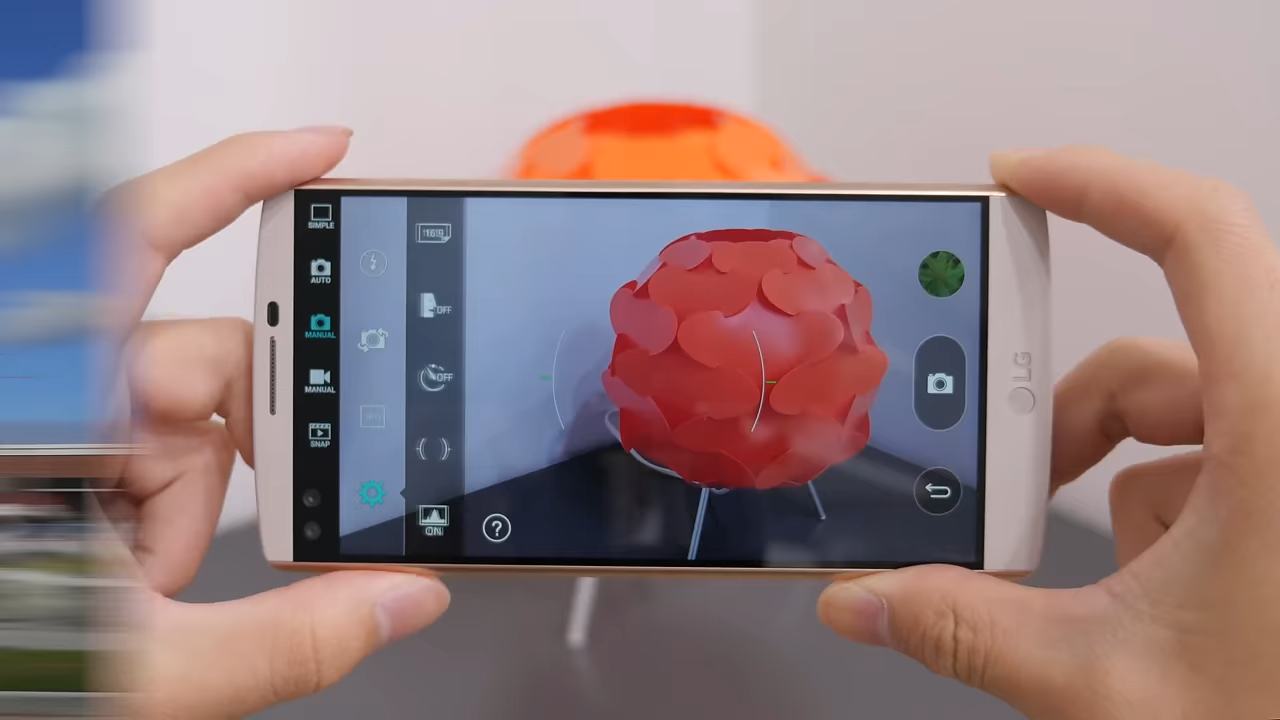 SIMPLE
AUTO
MANUAL
MANUAL
SNAP
16:9
OFF
OFF
ON
?
LG